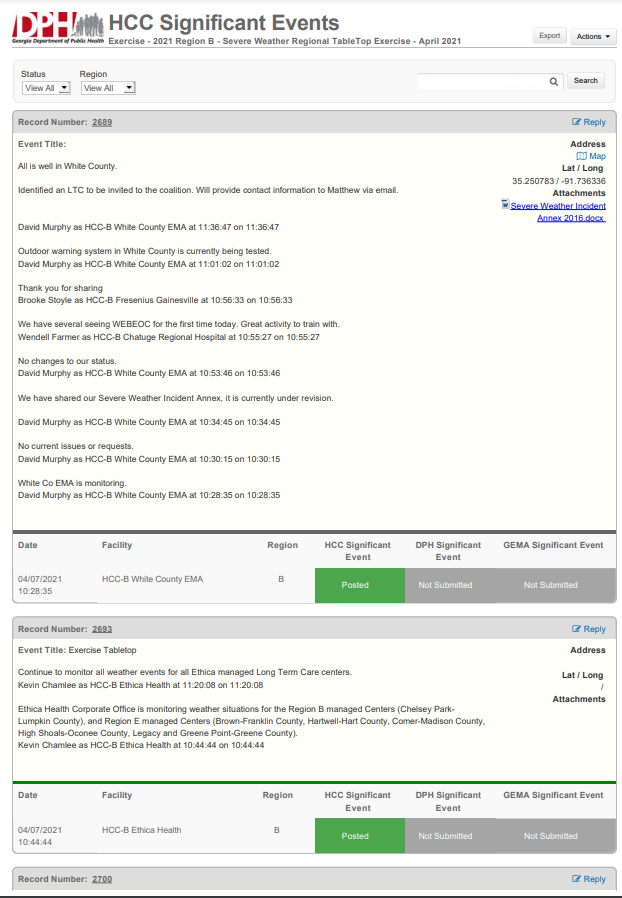 DPH
Georgia Department of Public Health
HCC Significant Events
Exercise - 2021 Region B - Severe Weather Regional TableTop Exercise - April 2021
Export
Actions
Status
Region
View All
View All
Search
Record Number: 2689
Reply
Event Title:
Address
Map
Lat / Long
35.250783 / -91.736336
Attachments
Severe Weather Incident
Annex 2016.docx
All is well in White County.
Identified an LTC to be invited to the coalition. Will provide contact information to Matthew via email.
David Murphy as HCC-B White County EMA at 11:36:47 on 11:36:47
Outdoor warning system in White County is currently being tested.
David Murphy as HCC-B White County EMA at 11:01:02 on 11:01:02
Thank you for sharing
Brooke Stoyle as HCC-B Fresenius Gainesville at 10:56:33 on 10:56:33
We have several seeing WEBEOC for the first time today. Great activity to train with.
Wendell Farmer as HCC-B Chatuge Regional Hospital at 10:55:27 on 10:55:27
No changes to our status.
David Murphy as HCC-B White County EMA at 10:53:46 on 10:53:46
We have shared our Severe Weather Incident Annex, it is currently under revision.
David Murphy as HCC-B White County EMA at 10:34:45 on 10:34:45
No current issues or requests.
David Murphy as HCC-B White County EMA at 10:30:15 on 10:30:15
White Co EMA is monitoring.
David Murphy as HCC-B White County EMA at 10:28:35 on 10:28:35
Date Facility Region HCC Significant Event DPH Significant Event GEMA Significant Event
04/07/2021 10:28:35 HCC-B White County EMA B Posted Not Submitted Not Submitted
Record Number: 2693
Reply
Event Title: Exercise Tabletop
Address
Lat / Long
/
Attachments
Continue to monitor all weather events for all Ethica managed Long Term Care centers.
Kevin Chamlee as HCC-B Ethica Health at 11:20:08 on 11:20:08
Ethica Health Corporate Office is monitoring weather situations for the Region B managed Centers (Chelsey Park-
Lumpkin County), and Region E managed Centers (Brown-Franklin County, Hartwell-Hart County, Comer-Madison County,
High Shoals-Oconee County, Legacy and Greene Point-Greene County).
Kevin Chamlee as HCC-B Ethica Health at 10:44:44 on 10:44:44
Date Facility Region HCC Significant Event DPH Significant Event GEMA Significant Event
04/07/2021 10:44:44 HCC-B Ethica Health B Posted Not Submitted Not Submitted
Record Number: 2700
Reply